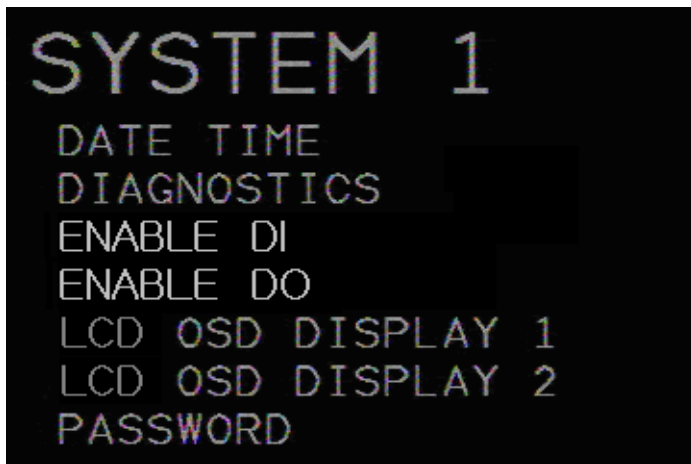 SYSTEM 1
DATE TIME
DIAGNOSTICS
ENABLE DI
ENABLE DO
LCD OSD DISPLAY 1
LCD OSD DISPLAY 2
PASSWORD